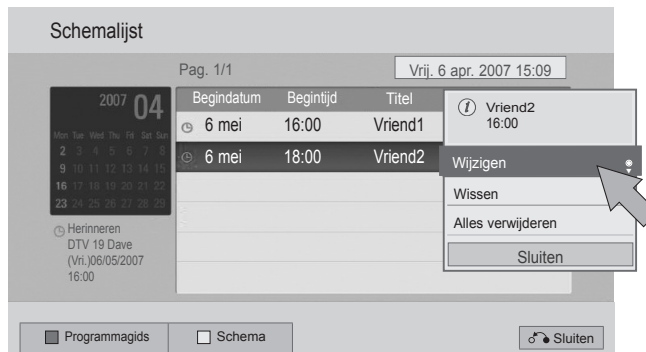 Schemalijst
Pag. 1/1
Vrij. 6 apr. 2007 15:09
2007 04
Mon Tue Wed Thu Fri Sat Sun
2 3 4 5 6 7 8
9 10 11 12 13 14 15
16 17 18 19 20 21 22
23 24 25 26 27 28 29
Herinneren
DTV 19 Dave
(Vri.)06/05/2007
16:00
Begindatum Begintijd Titel
6 mei 16:00 Vriend1
6 mei 18:00 Vriend2
Vriend2
16:00
Wijzigen
Wissen
Alles verwijderen
Sluiten
Programmagids
Schema
Sluiten